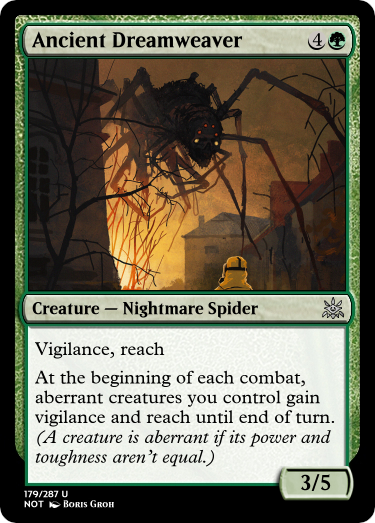 Ancient Dreamweaver 4
Creature — Nightmare Spider
Vigilance, reach
At the beginning of each combat,
aberrant creatures you control gain
vigilance and reach until end of turn.
(A creature is aberrant if its power and
toughness aren't equal.)
3/5
179/287 U
NOT Boris Groh